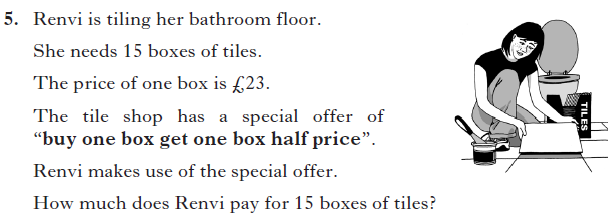 5. Renvi is tiling her bathroom floor.
She needs 15 boxes of tiles.
The price of one box is £23.
The tile shop has a special offer of
“buy one box get one box half price”.
Renvi makes use of the special offer.
How much does Renvi pay for 15 boxes of tiles?
TILES